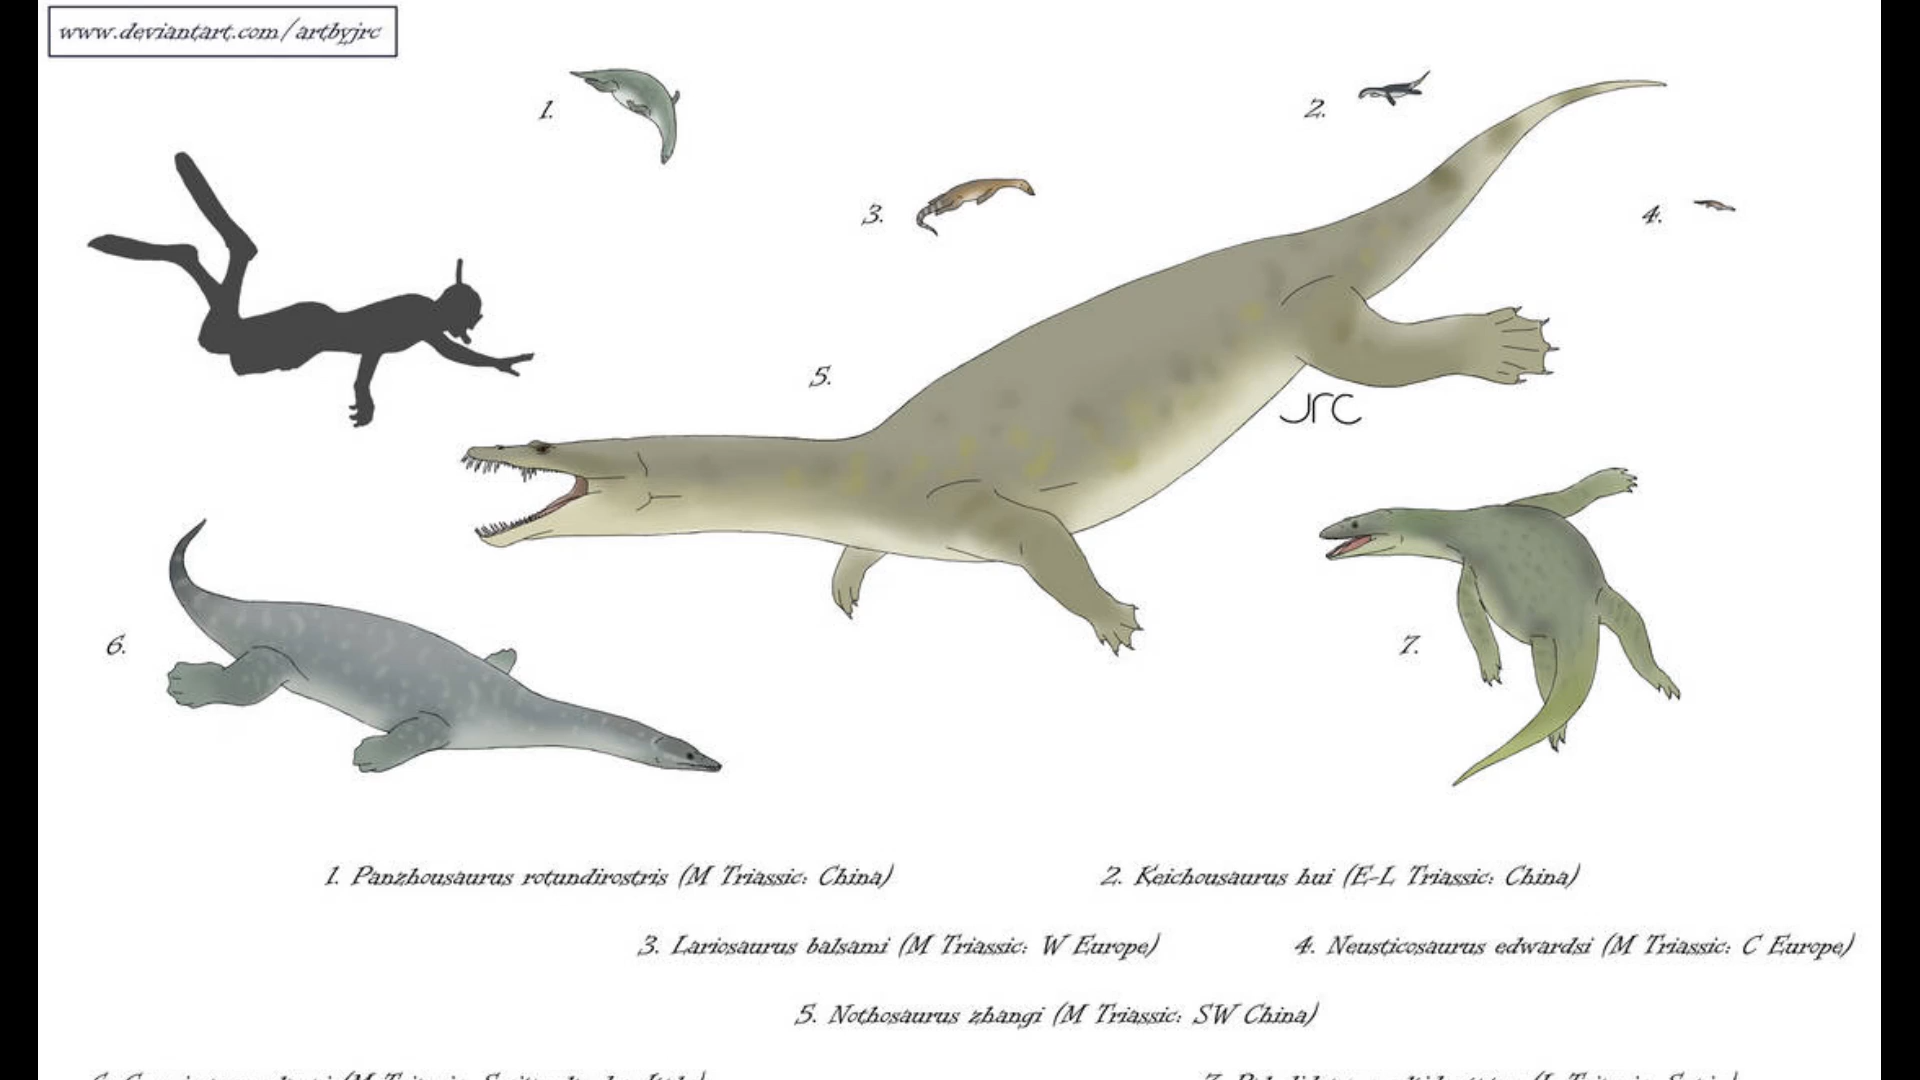 www.deviantart.com/artbyjrc
1.
2.
3.
4.
5.
JRC
6.
7.
1. Panzhousaurus rotundirostris (M Triassic: China)
2. Keichousaurus hui (E-L Triassic: China)
3. Lariosaurus balsami (M Triassic: W Europe)
4. Neusticosaurus edwardsi (M Triassic: C Europe)
5. Nothosaurus zhangi (M Triassic: SW China)